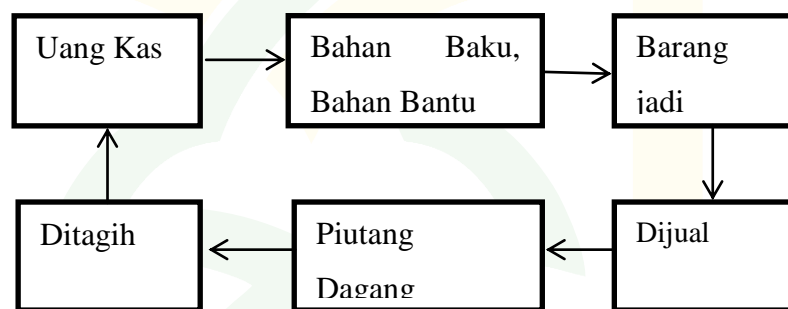 Uang Kas
Bahan Baku,
Bahan Bantu
Barang
jadi
Ditagih
Piutang
Dagang
Dijual